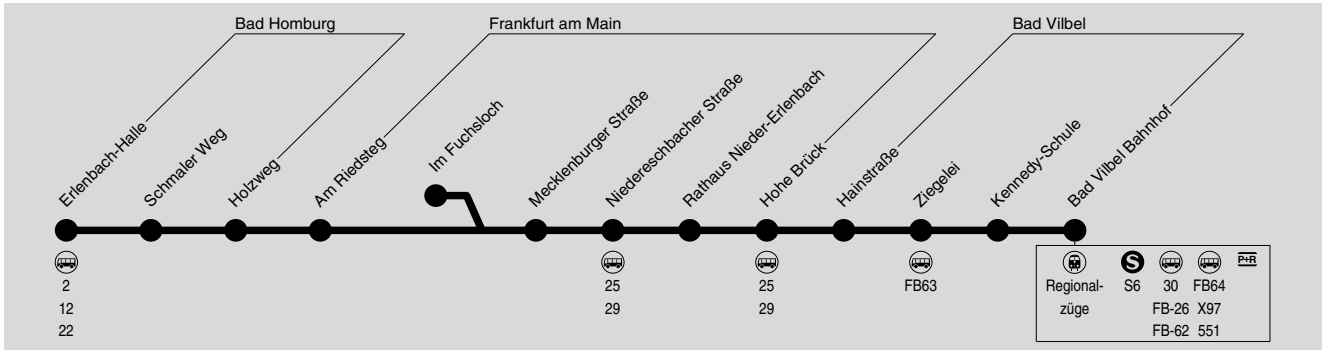 Bad Homburg
Frankfurt am Main
Bad Vilbel
Erlenbach-Halle
Schmaler Weg
Holzweg
Am Riedsteg
Im Fuchsloch
Mecklenburger Straße
Niedereschbacher Straße
Rathaus Nieder-Erlenbach
Hohe Brück
Hainstraße
Ziegelei
Kennedy-Schule
Bad Vilbel Bahnhof
2
12
22
25
29
25
29
FB63
S
P+R
Regional- S6 30 FB64
züge FB-26 X97
FB-62 551